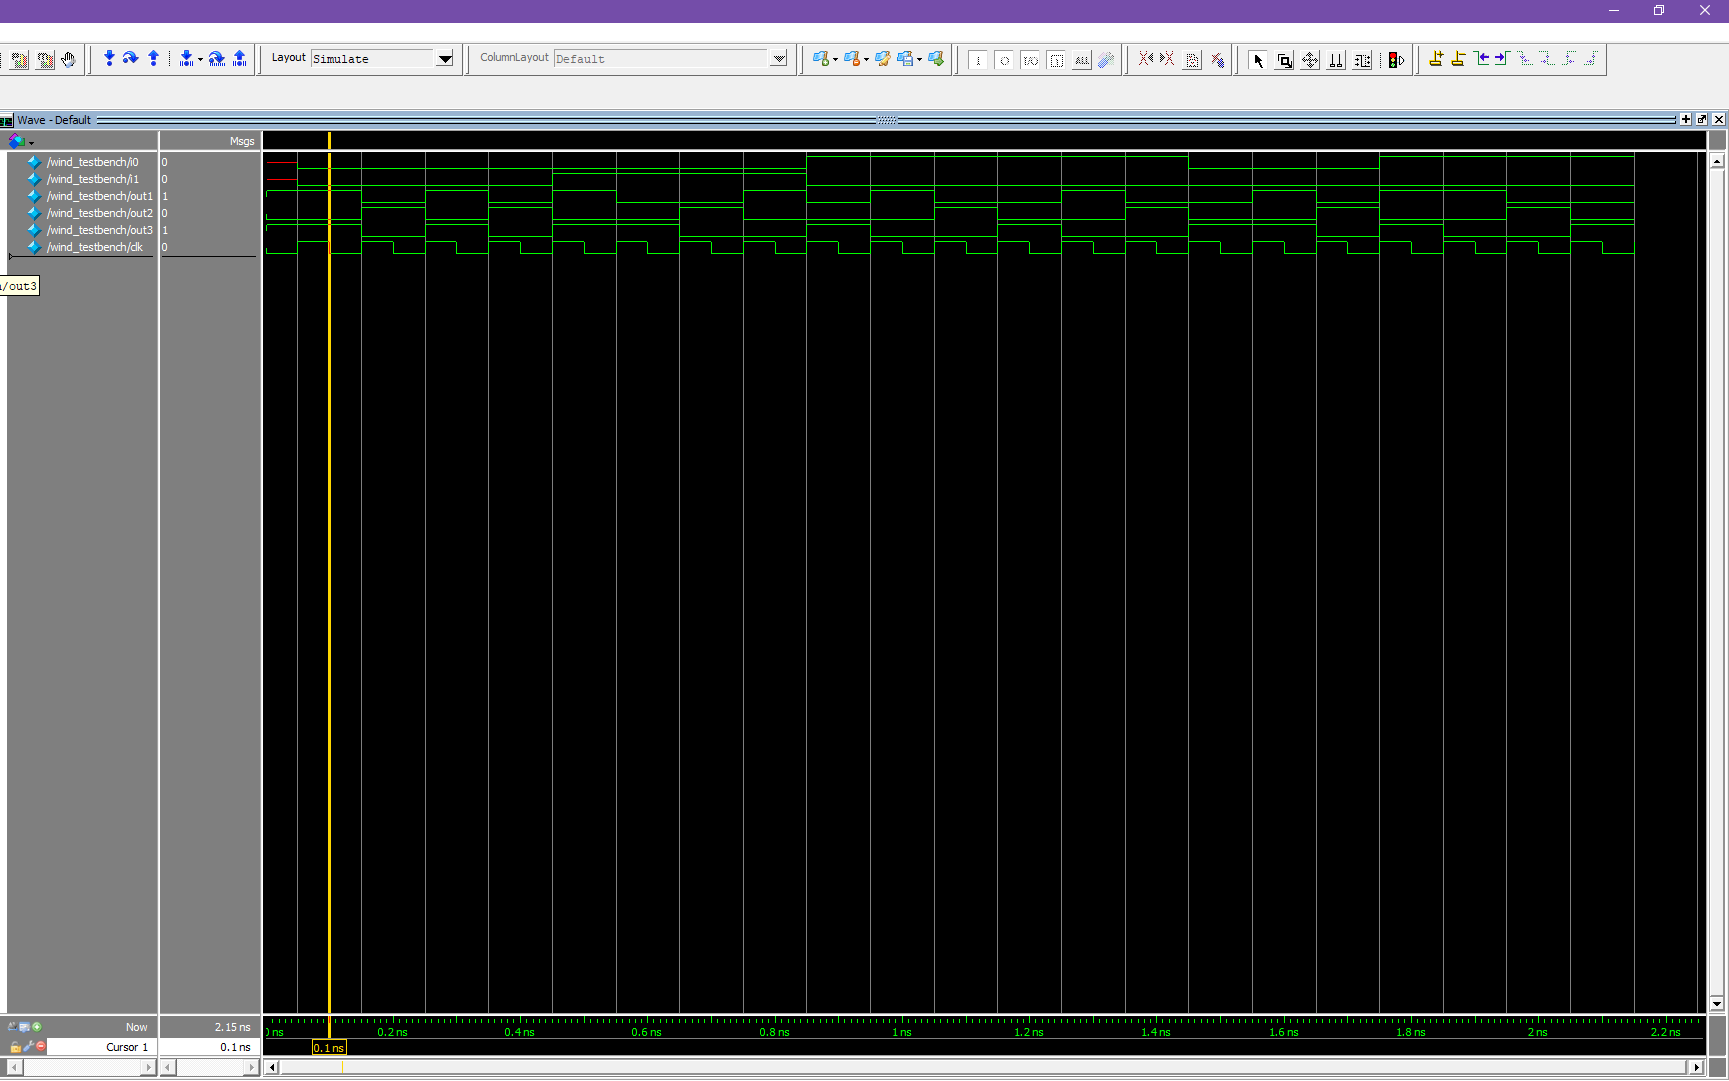 Layout Simulate ColumnLayout Default
Wave - Default
Msgs
/wind_testbench/i0 0
/wind_testbench/i1 0
/wind_testbench/out1 1
/wind_testbench/out2 0
/wind_testbench/out3 1
/wind_testbench/clk 0
/out3
Now 2.15 ns
ns 0.2 ns 0.4 ns 0.6 ns 0.8 ns 1 ns 1.2 ns 1.4 ns 1.6 ns 1.8 ns 2 ns 2.2 ns
Cursor 1 0.1 ns 0.1 ns